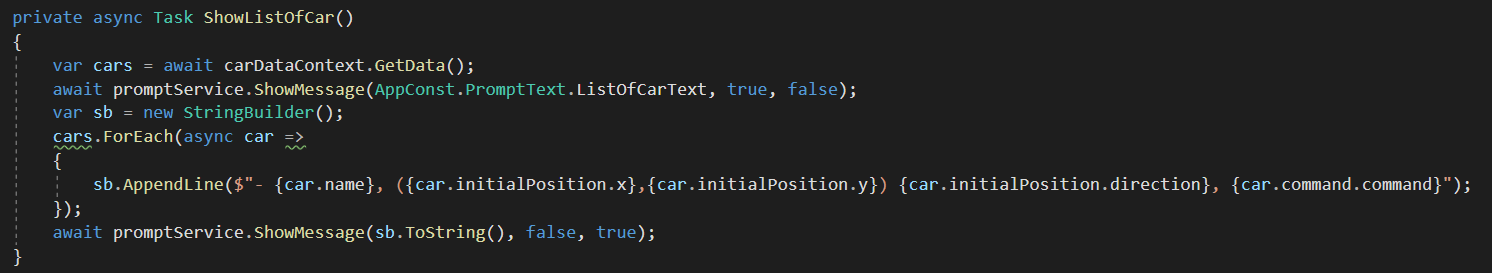 private async Task ShowListOfCar()
{
    var cars = await carDataContext.GetData();
    await promptService.ShowMessage(AppConst.PromptText.ListOfCarText, true, false);
    var sb = new StringBuilder();
    cars.ForEach(async car =>
    {
        sb.AppendLine($"- {car.name}, ({car.initialPosition.x},{car.initialPosition.y}) {car.initialPosition.direction}, {car.command.command}");
    });
    await promptService.ShowMessage(sb.ToString(), false, true);
}